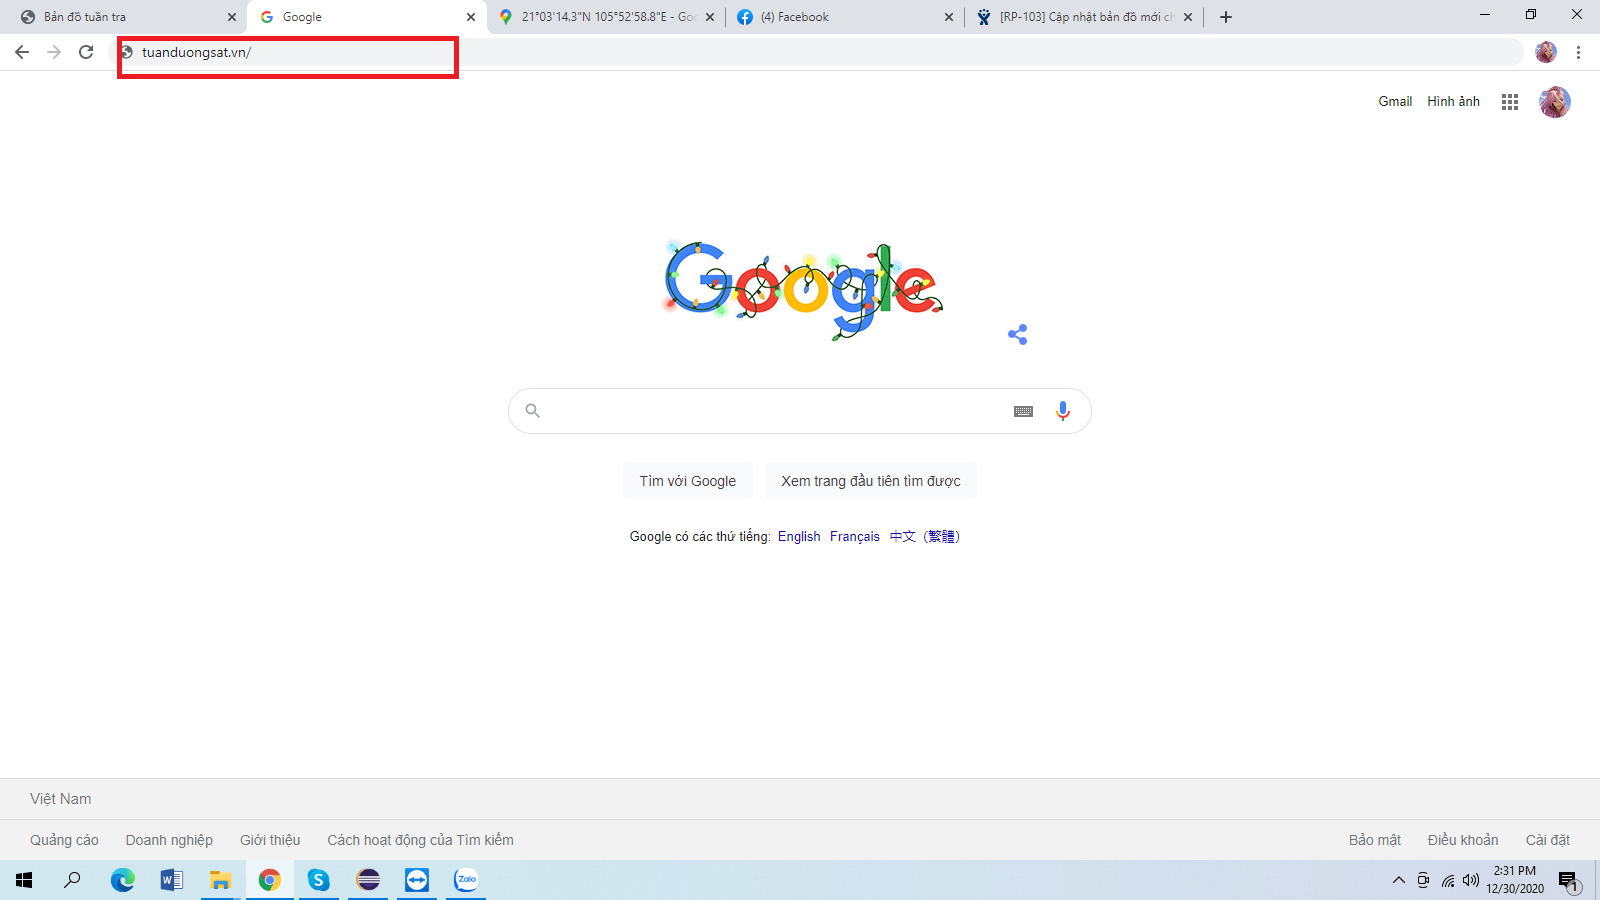 Bản đồ tuần tra
Google
21°03'14.3"N 105°52'58.8"E - Goo
(4) Facebook
[RP-103] Cập nhật bản đồ mới ch
tuanduongsat.vn/
Gmail Hình ảnh
Google
Tìm với Google
Xem trang đầu tiên tìm được
Google có các thứ tiếng: English Français 中文 (繁體)
Việt Nam
Quảng cáo Doanh nghiệp Giới thiệu Cách hoạt động của Tìm kiếm
Bảo mật Điều khoản Cài đặt
Zalo
2:31 PM
12/30/2020
1